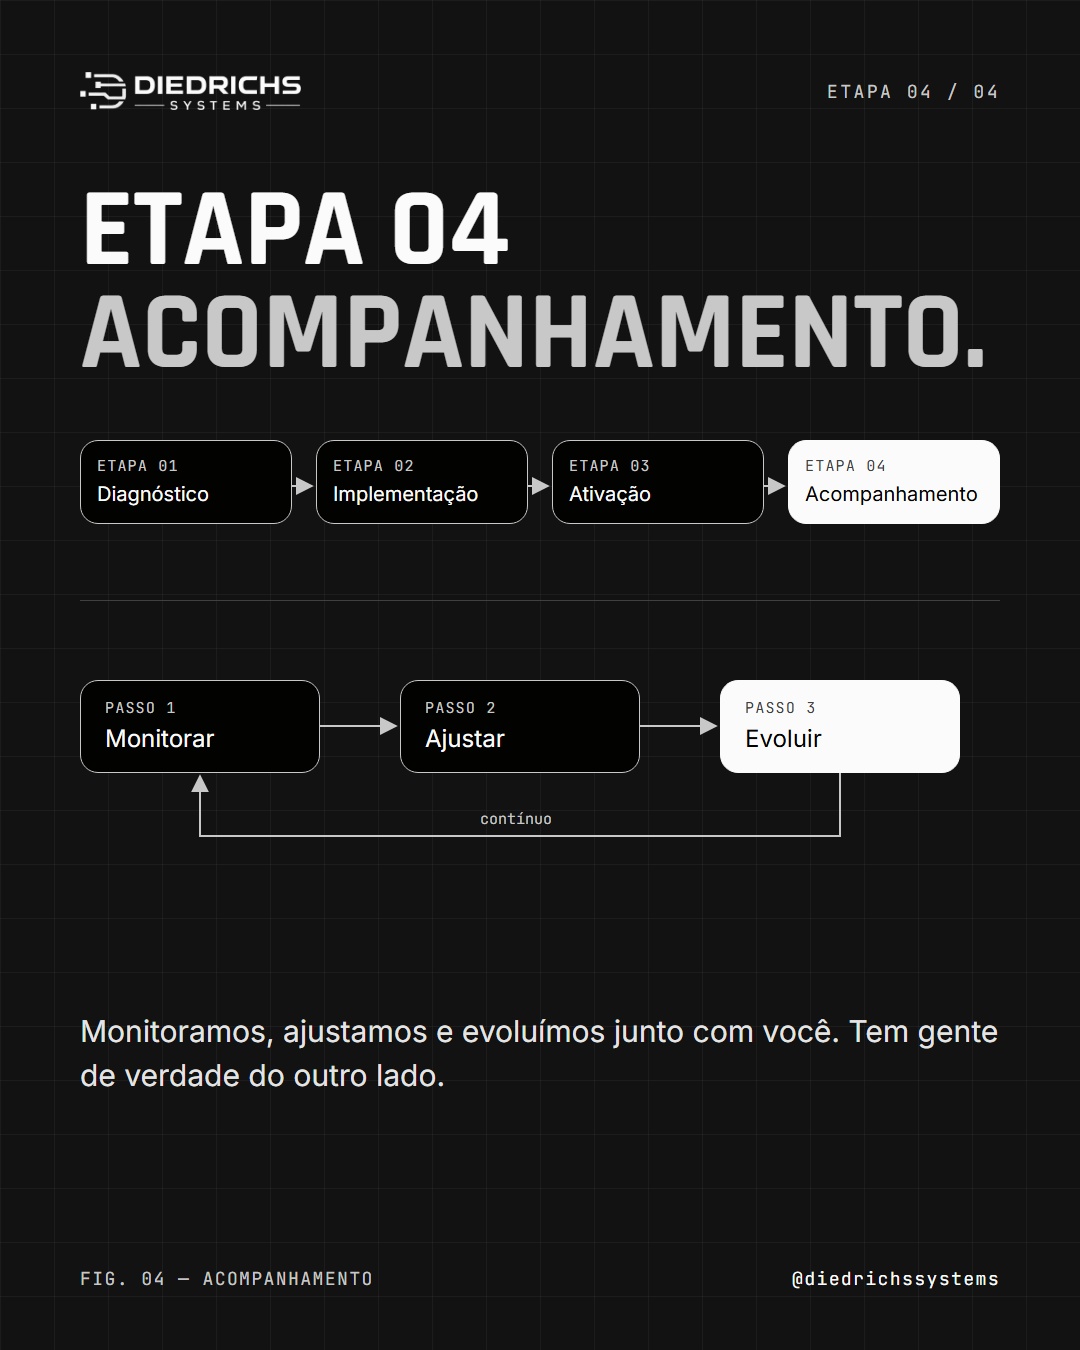 DIEDRICHS
SYSTEMS
ETAPA 04 / 04
ETAPA 04
ACOMPANHAMENTO.
ETAPA 01
Diagnóstico
ETAPA 02
Implementação
ETAPA 03
Ativação
ETAPA 04
Acompanhamento
PASSO 1
Monitorar
PASSO 2
Ajustar
PASSO 3
Evoluir
contínuo
Monitoramos, ajustamos e evoluímos junto com você. Tem gente
de verdade do outro lado.
FIG. 04 — ACOMPANHAMENTO
@diedrichssystems